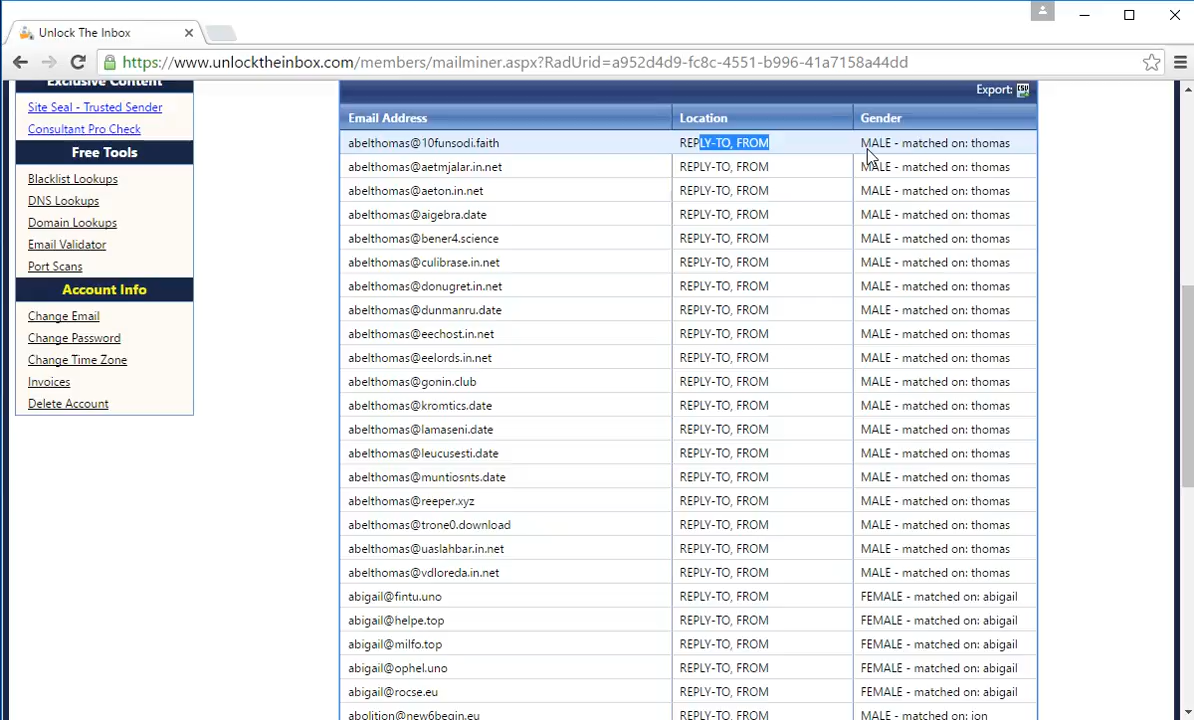 Unlock The Inbox
https://www.unlocktheinbox.com/members/mailminer.aspx?RadUrid=a952d4d9-fc8c-4551-b996-41a7158a44dd
Exclusive Content
Site Seal - Trusted Sender
Consultant Pro Check
Free Tools
Blacklist Lookups
DNS Lookups
Domain Lookups
Email Validator
Port Scans
Account Info
Change Email
Change Password
Change Time Zone
Invoices
Delete Account
Export: CSV
Email Address Location Gender
abelthomas@10funsodi.faith REPLY-TO, FROM MALE - matched on: thomas
abelthomas@aetmjalar.in.net REPLY-TO, FROM MALE - matched on: thomas
abelthomas@aeton.in.net REPLY-TO, FROM MALE - matched on: thomas
abelthomas@aigebra.date REPLY-TO, FROM MALE - matched on: thomas
abelthomas@bener4.science REPLY-TO, FROM MALE - matched on: thomas
abelthomas@culibrase.in.net REPLY-TO, FROM MALE - matched on: thomas
abelthomas@donugret.in.net REPLY-TO, FROM MALE - matched on: thomas
abelthomas@dunmanru.date REPLY-TO, FROM MALE - matched on: thomas
abelthomas@eechost.in.net REPLY-TO, FROM MALE - matched on: thomas
abelthomas@eelords.in.net REPLY-TO, FROM MALE - matched on: thomas
abelthomas@gonin.club REPLY-TO, FROM MALE - matched on: thomas
abelthomas@kromtics.date REPLY-TO, FROM MALE - matched on: thomas
abelthomas@lamaseni.date REPLY-TO, FROM MALE - matched on: thomas
abelthomas@leucusesti.date REPLY-TO, FROM MALE - matched on: thomas
abelthomas@muntiosnts.date REPLY-TO, FROM MALE - matched on: thomas
abelthomas@reeper.xyz REPLY-TO, FROM MALE - matched on: thomas
abelthomas@trone0.download REPLY-TO, FROM MALE - matched on: thomas
abelthomas@uaslahbar.in.net REPLY-TO, FROM MALE - matched on: thomas
abelthomas@vdloreda.in.net REPLY-TO, FROM MALE - matched on: thomas
abigail@fintu.uno REPLY-TO, FROM FEMALE - matched on: abigail
abigail@helpe.top REPLY-TO, FROM FEMALE - matched on: abigail
abigail@milfo.top REPLY-TO, FROM FEMALE - matched on: abigail
abigail@ophel.uno REPLY-TO, FROM FEMALE - matched on: abigail
abigail@rocse.eu REPLY-TO, FROM FEMALE - matched on: abigail
abolition@new6begin.eu REPLY-TO, FROM MALE - matched on: ion